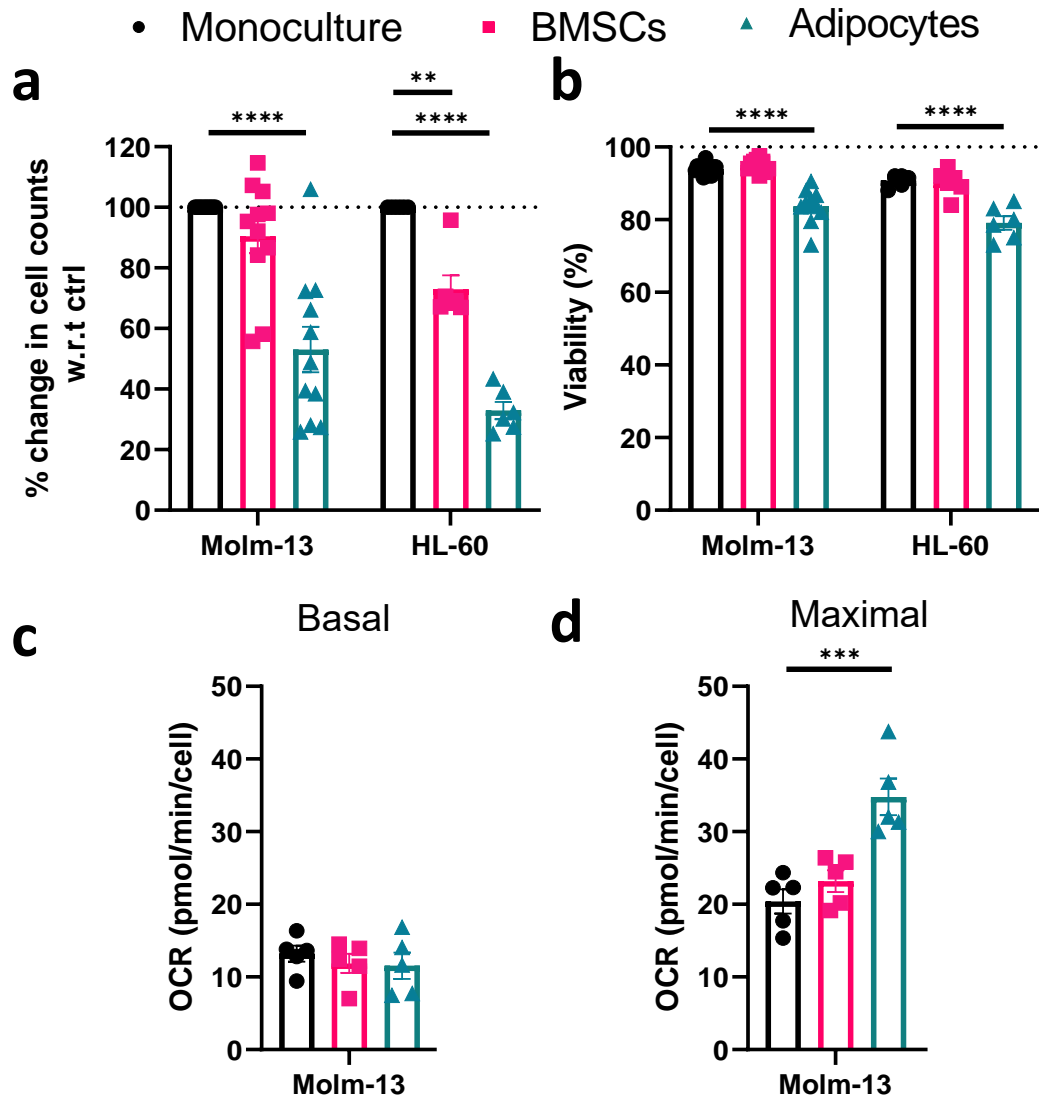 Monoculture BMSCs Adipocytes
a
**
****
****
120
100
80
60
40
20
0
% change in cell counts
w.r.t ctrl
Molm-13 HL-60
b
**** ****
100
80
60
40
20
0
Viability (%)
Molm-13 HL-60
c
Basal
50
40
30
20
10
0
OCR (pmol/min/cell)
Molm-13
d
Maximal
***
50
40
30
20
10
0
OCR (pmol/min/cell)
Molm-13